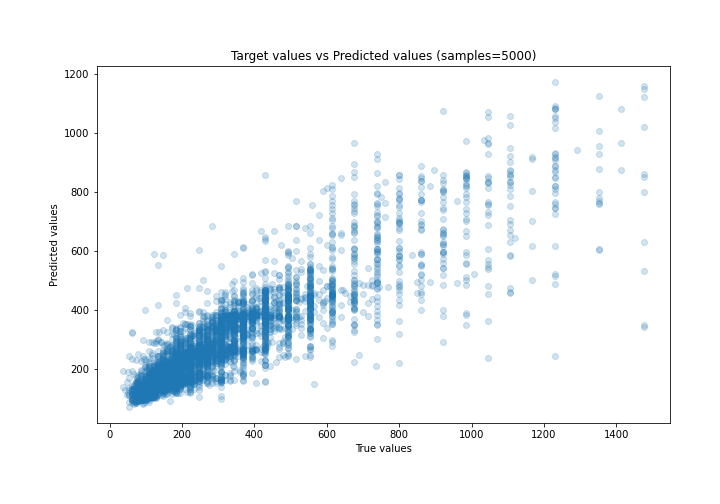 Target values vs Predicted values (samples=5000)
1200
1000
800
600
400
200
Predicted values
0 200 400 600 800 1000 1200 1400
True values